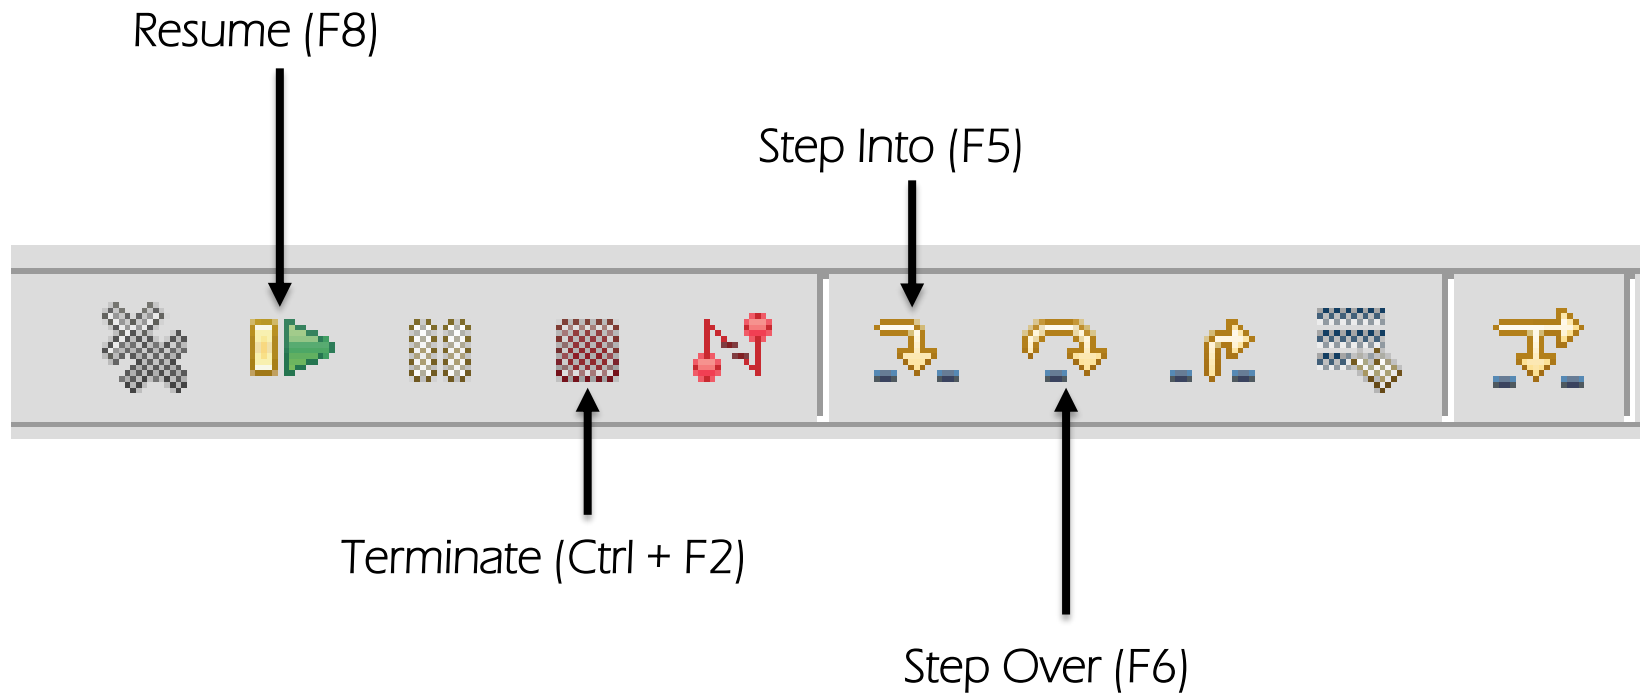 Resume (F8)
Step Into (F5)
Terminate (Ctrl + F2)
Step Over (F6)